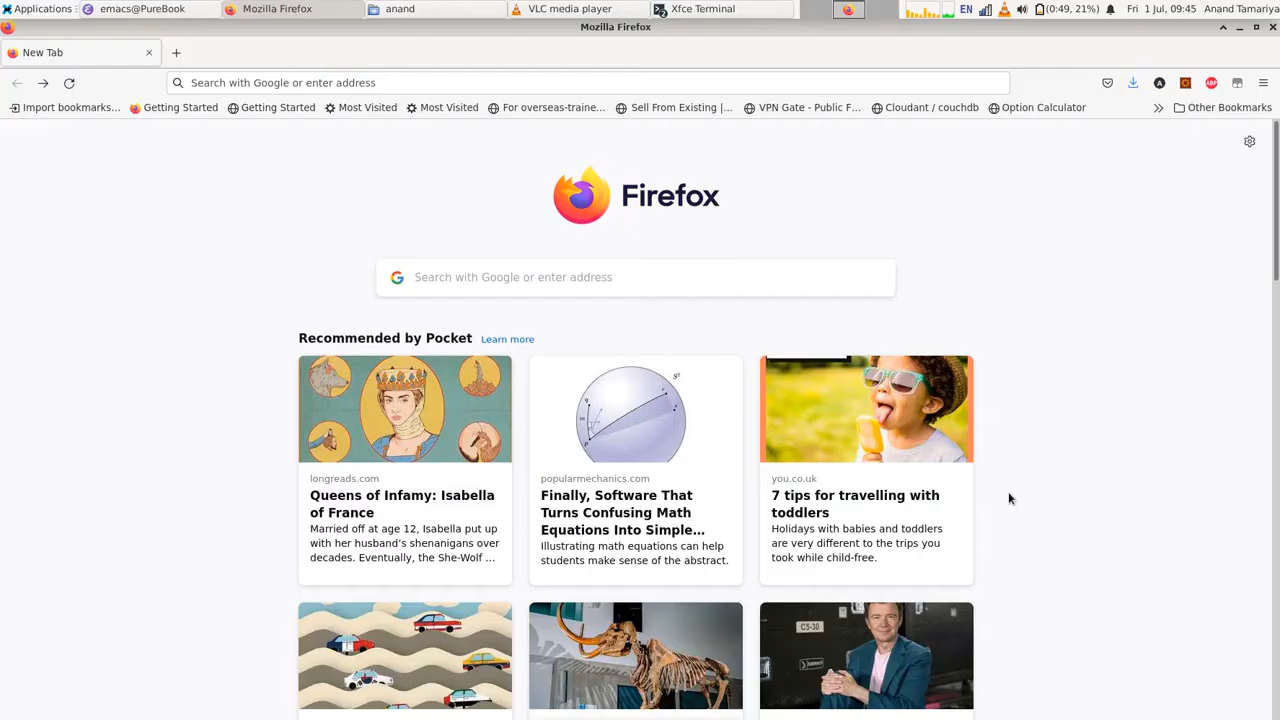 Applications
emacs@PureBook
Mozilla Firefox
anand
VLC media player
Xfce Terminal
EN
(0:49, 21%)
Fri 1 Jul, 09:45
Anand Tamariya
Mozilla Firefox
New Tab
Search with Google or enter address
Import bookmarks...
Getting Started
Getting Started
Most Visited
Most Visited
For overseas-traine...
Sell From Existing |...
VPN Gate - Public F...
Cloudant / couchdb
Option Calculator
Other Bookmarks
Firefox
Search with Google or enter address
Recommended by Pocket Learn more
longreads.com
Queens of Infamy: Isabella
of France
Married off at age 12, Isabella put up
with her husband’s shenanigans over
decades. Eventually, the She-Wolf ...
popularmechanics.com
Finally, Software That
Turns Confusing Math
Equations Into Simple...
Illustrating math equations can help
students make sense of the abstract.
you.co.uk
7 tips for travelling with
toddlers
Holidays with babies and toddlers
are very different to the trips you
took while child-free.
C5-30